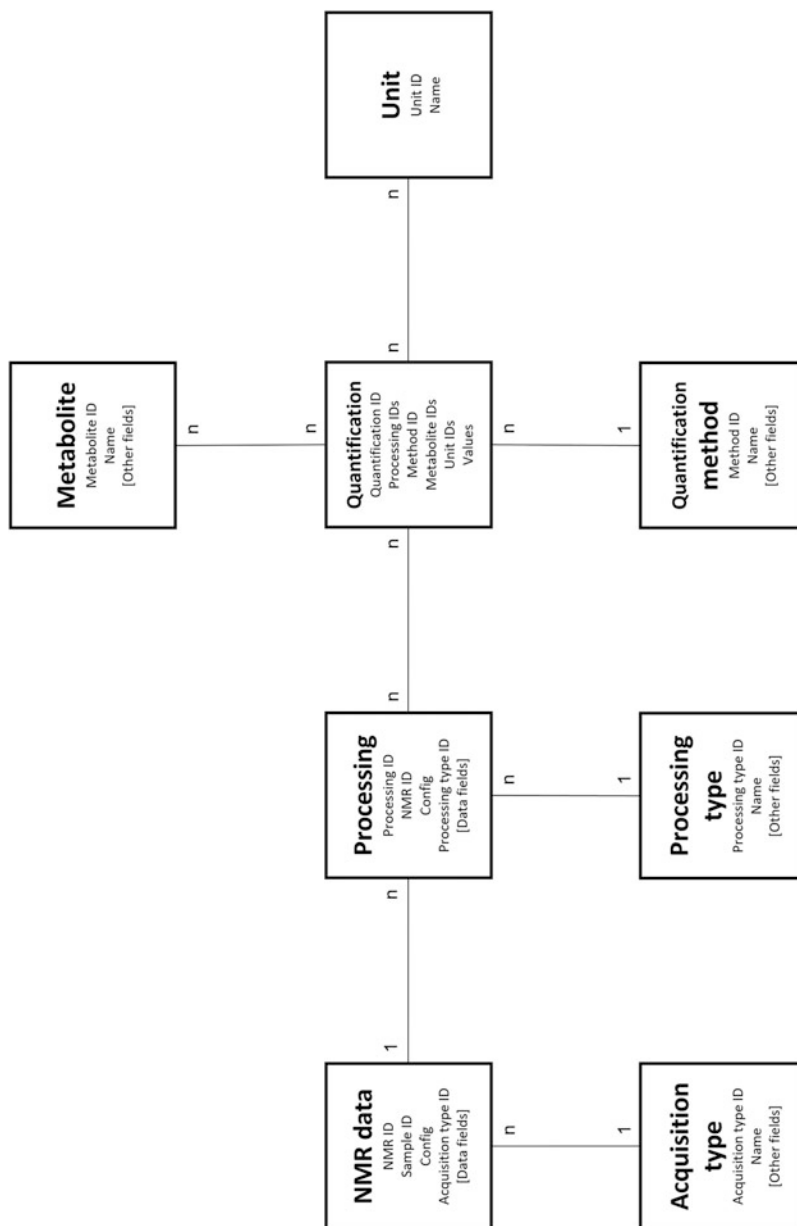 Metabolite
Metabolite ID
Name
[Other fields]
n
n
NMR data
NMR ID
Sample ID
Config
Acquisition type ID
[Data fields]
1
n
Processing
Processing ID
NMR ID
Config
Processing type ID
[Data fields]
n
n
Quantification
Quantification ID
Processing IDs
Method ID
Metabolite IDs
Unit IDs
Values
n
n
Unit
Unit ID
Name
n
1
Acquisition
type
Acquisition type ID
Name
[Other fields]
n
1
Processing
type
Processing type ID
Name
[Other fields]
n
1
Quantification
method
Method ID
Name
[Other fields]